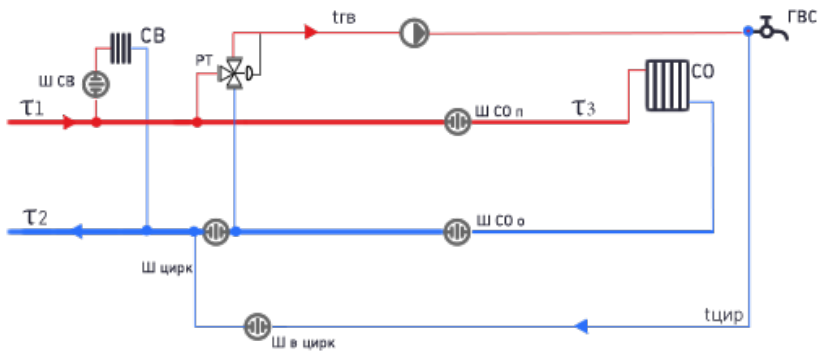 tгв
ГВС
СВ
РТ
Ш СВ
СО
τ1
Ш СО п
τ3
τ2
Ш СО о
Ш цирк
tцир
Ш в цирк